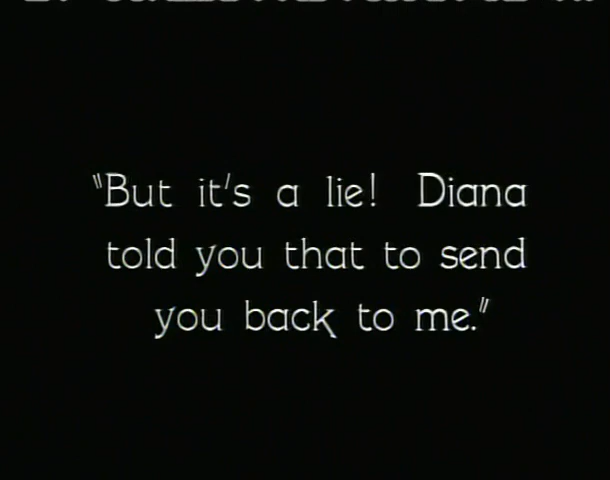 "But it's a lie! Diana
told you that to send
you back to me."